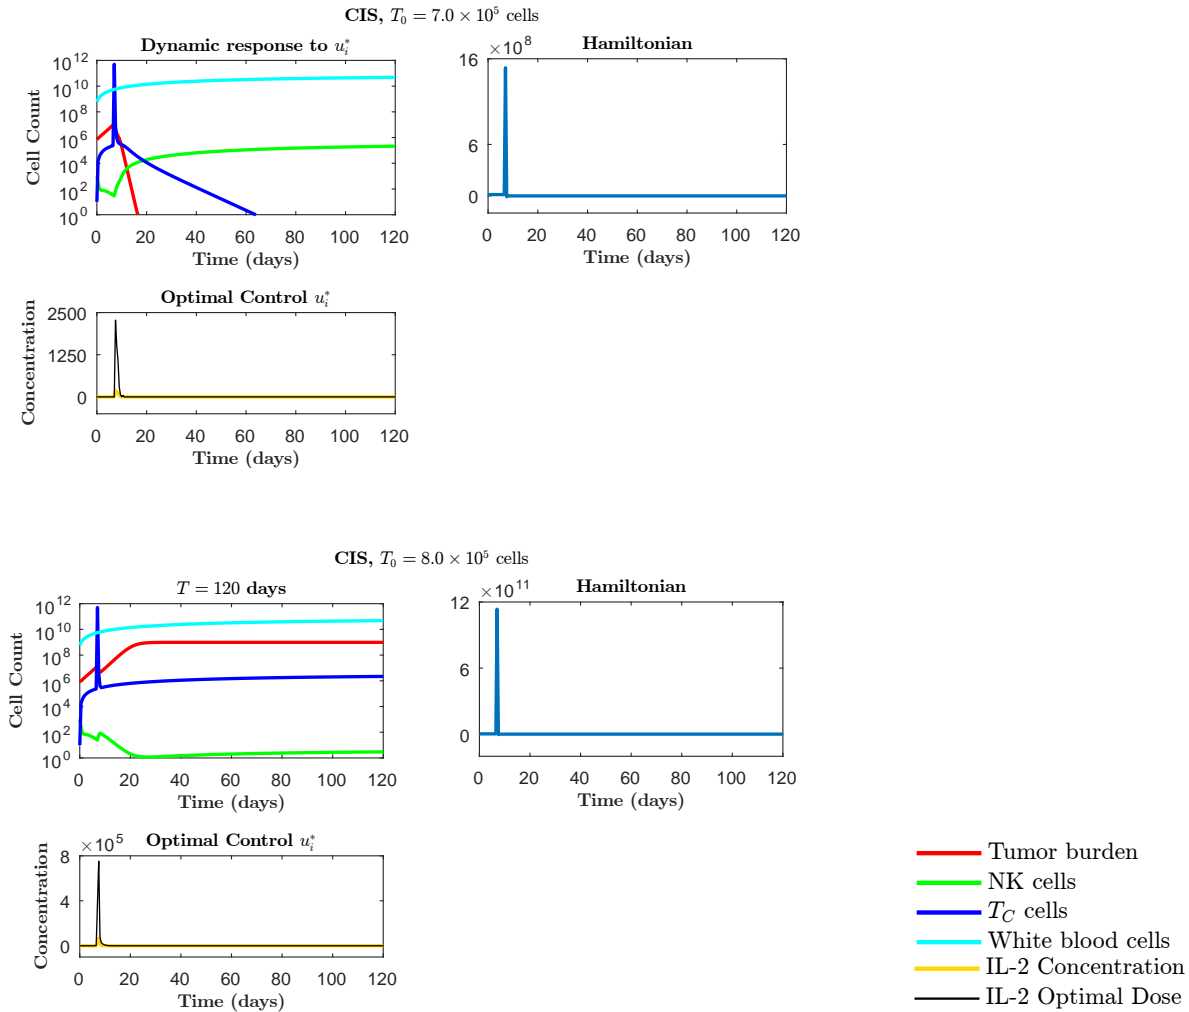 CIS, T₀ = 7.0 × 10⁵ cells
Dynamic response to uᵢ*
Cell Count
10¹²
10¹⁰
10⁸
10⁶
10⁴
10²
10⁰
0 20 40 60 80 100 120
Time (days)
Hamiltonian
×10⁸
16
6
0
0 20 40 60 80 100 120
Time (days)
Optimal Control uᵢ*
Concentration
2500
1250
0
0 20 40 60 80 100 120
Time (days)
CIS, T₀ = 8.0 × 10⁵ cells
T = 120 days
Cell Count
10¹²
10¹⁰
10⁸
10⁶
10⁴
10²
10⁰
0 20 40 60 80 100 120
Time (days)
Hamiltonian
×10¹¹
12
6
0
0 20 40 60 80 100 120
Time (days)
Optimal Control uᵢ*
×10⁵
Concentration
8
4
0
0 20 40 60 80 100 120
Time (days)
Tumor burden
NK cells
T_C cells
White blood cells
IL-2 Concentration
IL-2 Optimal Dose